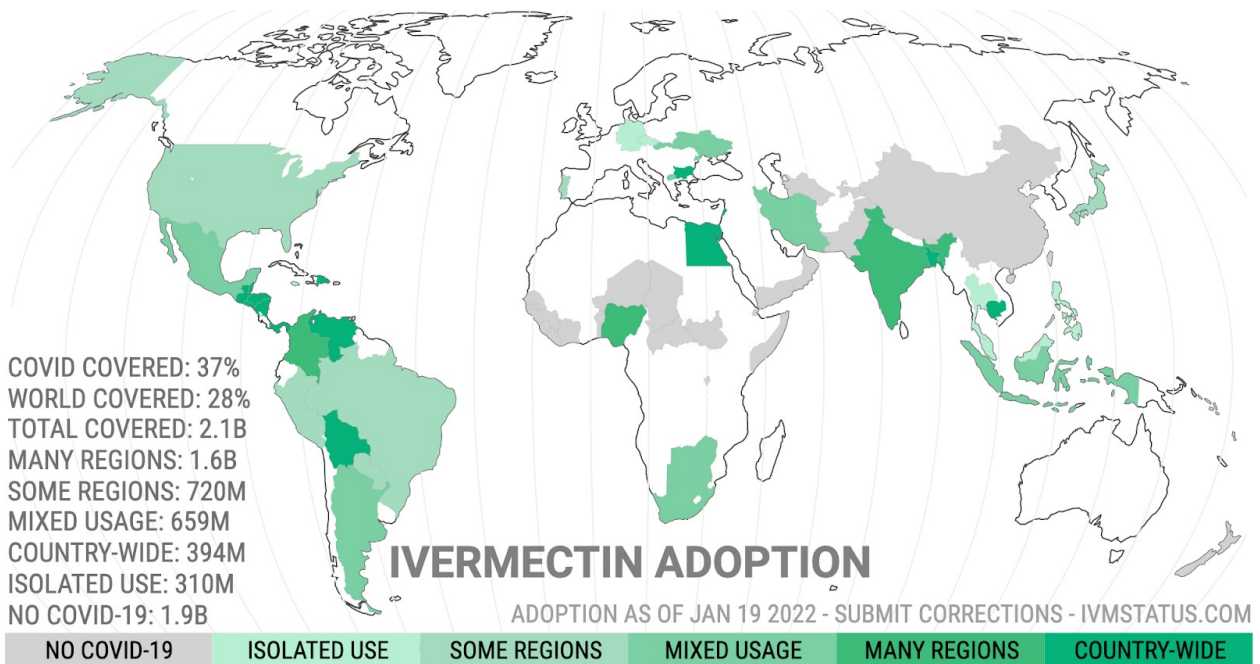 COVID COVERED: 37%
WORLD COVERED: 28%
TOTAL COVERED: 2.1B
MANY REGIONS: 1.6B
SOME REGIONS: 720M
MIXED USAGE: 659M
COUNTRY-WIDE: 394M
ISOLATED USE: 310M
NO COVID-19: 1.9B
IVERMECTIN ADOPTION
ADOPTION AS OF JAN 19 2022 - SUBMIT CORRECTIONS - IVMSTATUS.COM
NO COVID-19 ISOLATED USE SOME REGIONS MIXED USAGE MANY REGIONS COUNTRY-WIDE